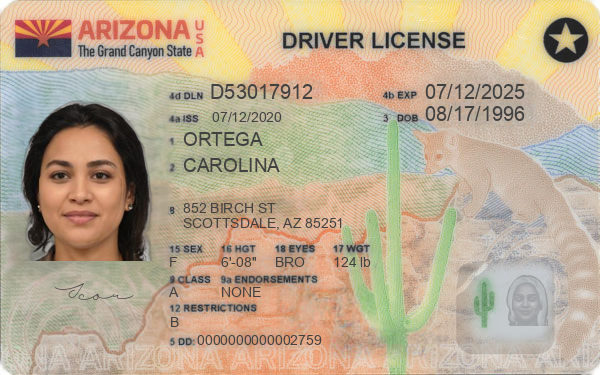 ARIZONA USA
The Grand Canyon State
DRIVER LICENSE
4d DLN D53017912
4b EXP 07/12/2025
4a ISS 07/12/2020
3 DOB 08/17/1996
1 ORTEGA
2 CAROLINA
8 852 BIRCH ST
SCOTTSDALE, AZ 85251
15 SEX 16 HGT 18 EYES 17 WGT
F 6'-08" BRO 124 lb
9 CLASS 9a ENDORSEMENTS
A NONE
12 RESTRICTIONS
B
5 DD: 0000000000002759
ARIZONA ARIZONA ARIZONA ARIZONA